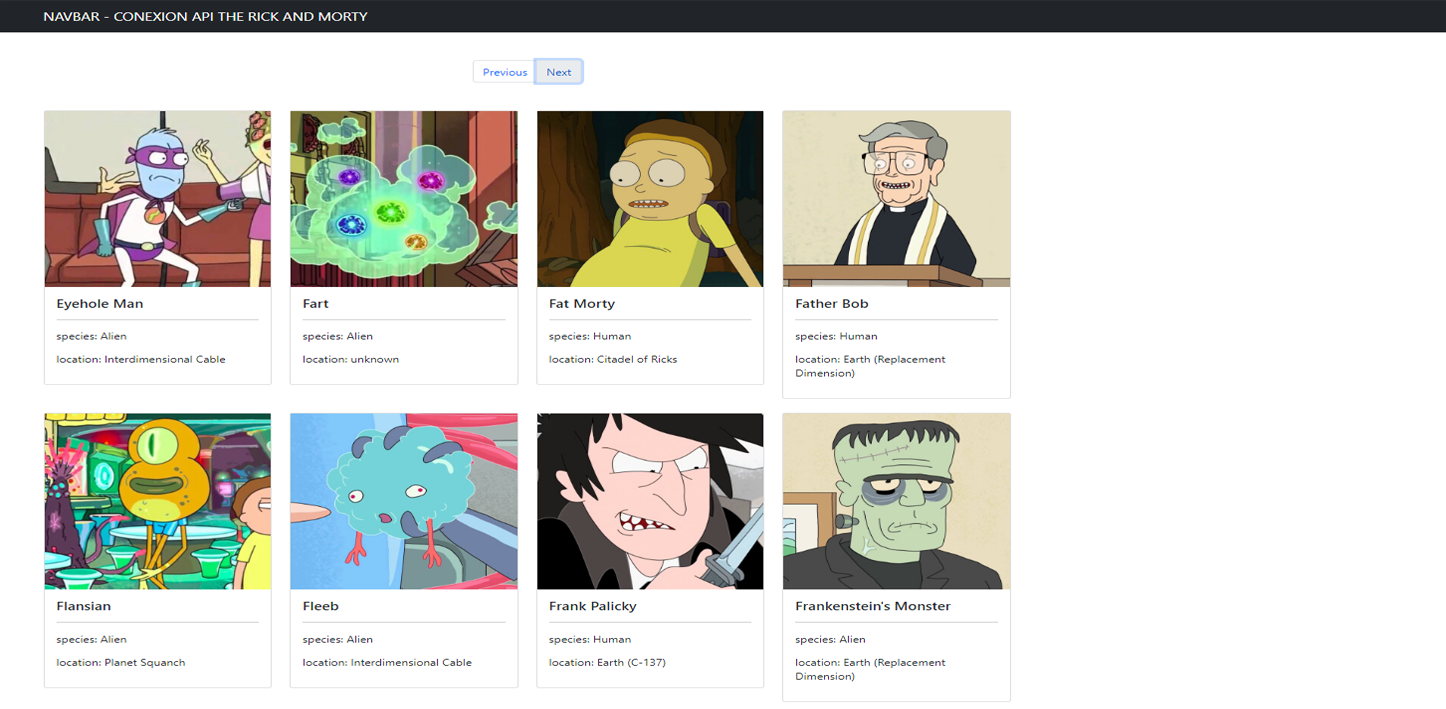 NAVBAR - CONEXION API THE RICK AND MORTY
Previous Next
Eyehole Man
species: Alien
location: Interdimensional Cable
Fart
species: Alien
location: unknown
Fat Morty
species: Human
location: Citadel of Ricks
Father Bob
species: Human
location: Earth (Replacement
Dimension)
Flansian
species: Alien
location: Planet Squanch
Fleeb
species: Alien
location: Interdimensional Cable
Frank Palicky
species: Human
location: Earth (C-137)
Frankenstein's Monster
species: Alien
location: Earth (Replacement
Dimension)